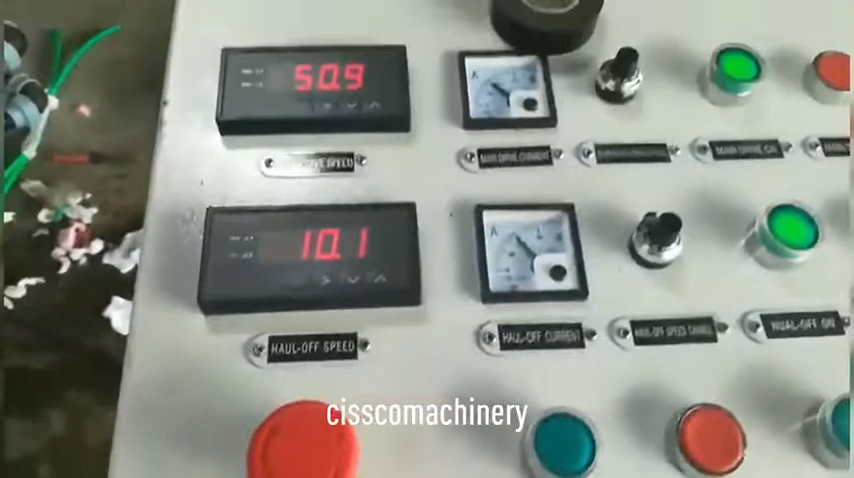 50.9
A
SPEED
MAIN DRIVE CURRENT
MAIN DRIVE ON
10.1
A
HAUL-OFF SPEED
HAUL-OFF CURRENT
HAUL-OFF SPEED
HUAL-OFF ON
cisscomachinery